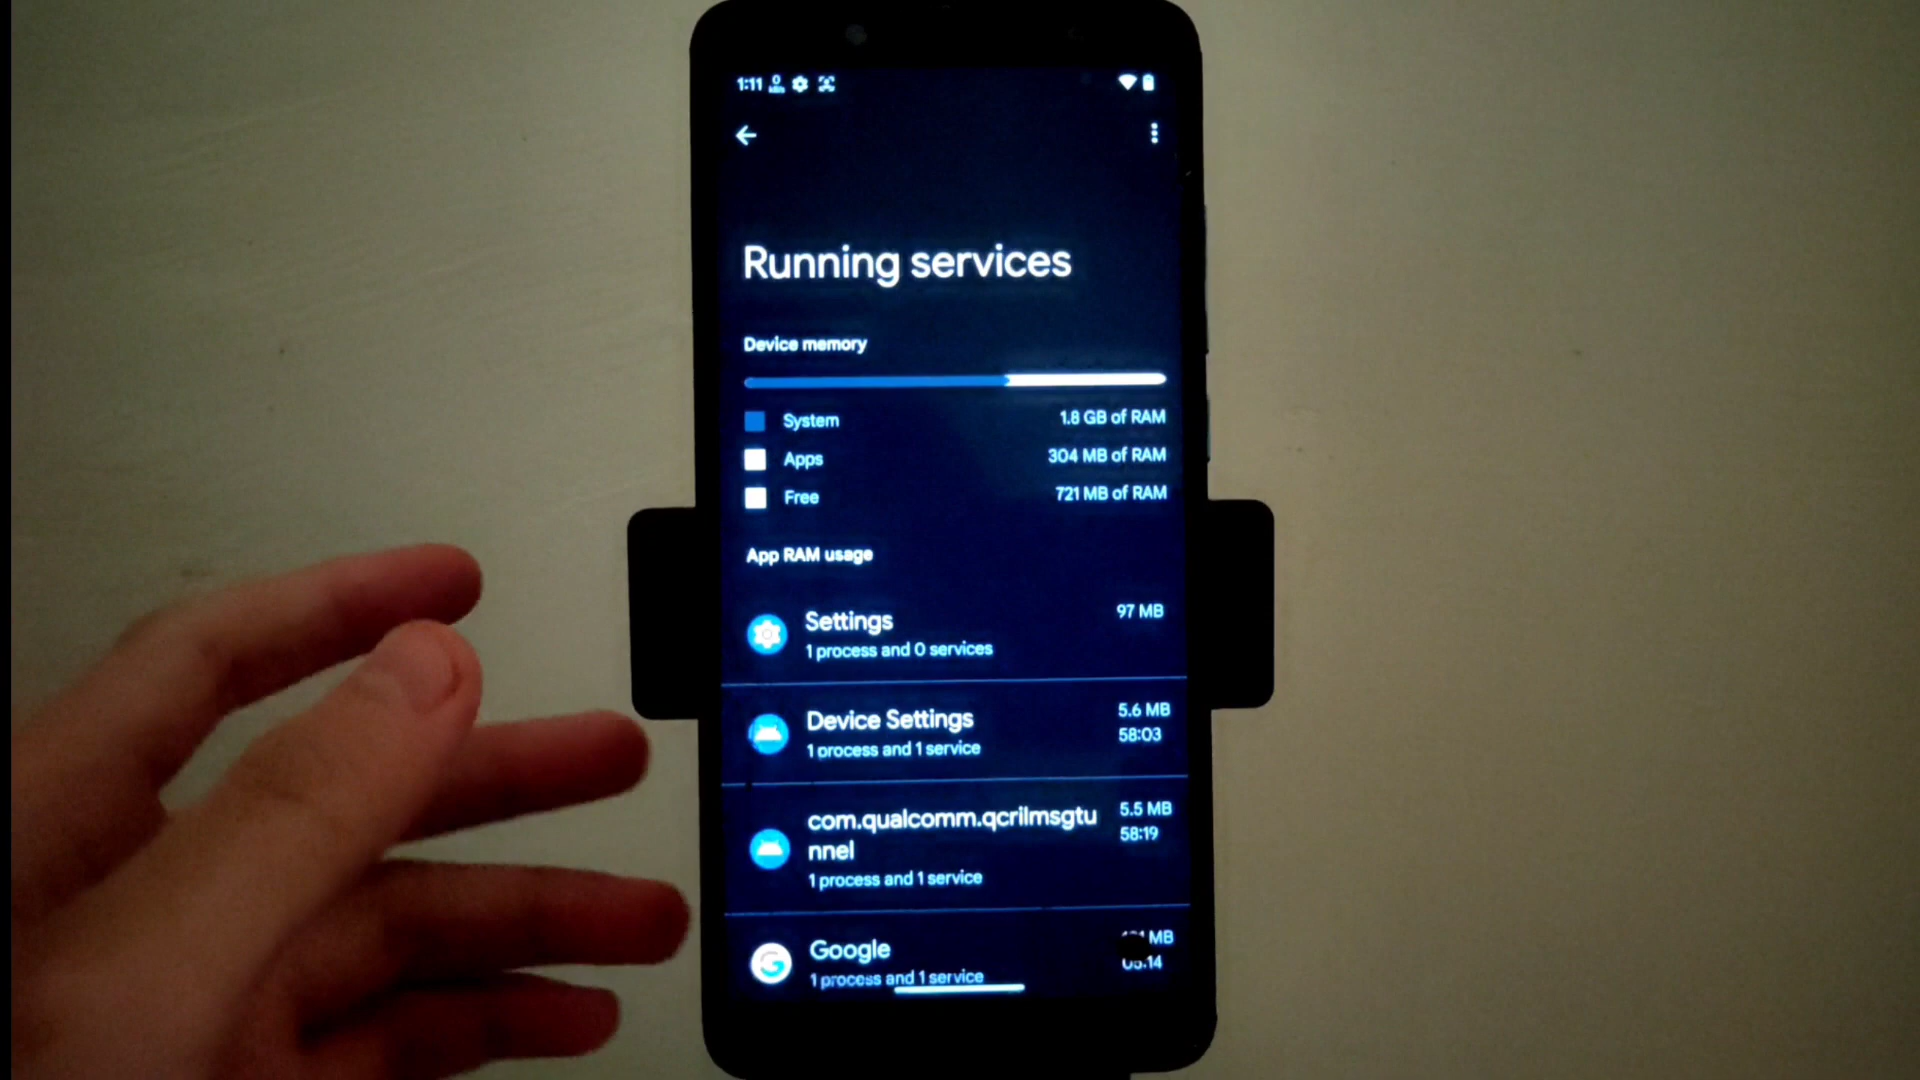 1:11 0
Running services
Device memory
System 1.8 GB of RAM
Apps 304 MB of RAM
Free 721 MB of RAM
App RAM usage
Settings 97 MB
1 process and 0 services
Device Settings 5.6 MB
1 process and 1 service 58:03
com.qualcomm.qcrilmsgtu 5.5 MB
nnel 58:19
1 process and 1 service
Google MB
1 process and 1 service